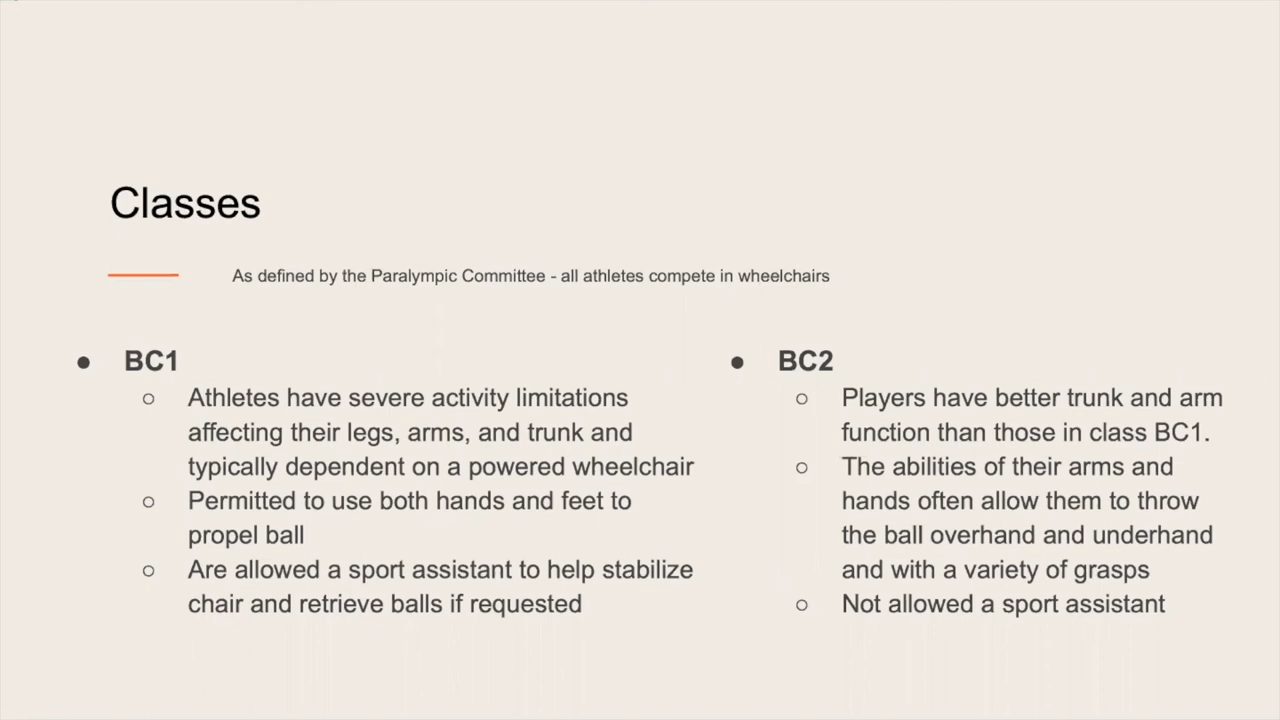 Classes
As defined by the Paralympic Committee - all athletes compete in wheelchairs
● BC1
○ Athletes have severe activity limitations
affecting their legs, arms, and trunk and
typically dependent on a powered wheelchair
○ Permitted to use both hands and feet to
propel ball
○ Are allowed a sport assistant to help stabilize
chair and retrieve balls if requested
● BC2
○ Players have better trunk and arm
function than those in class BC1.
○ The abilities of their arms and
hands often allow them to throw
the ball overhand and underhand
and with a variety of grasps
○ Not allowed a sport assistant